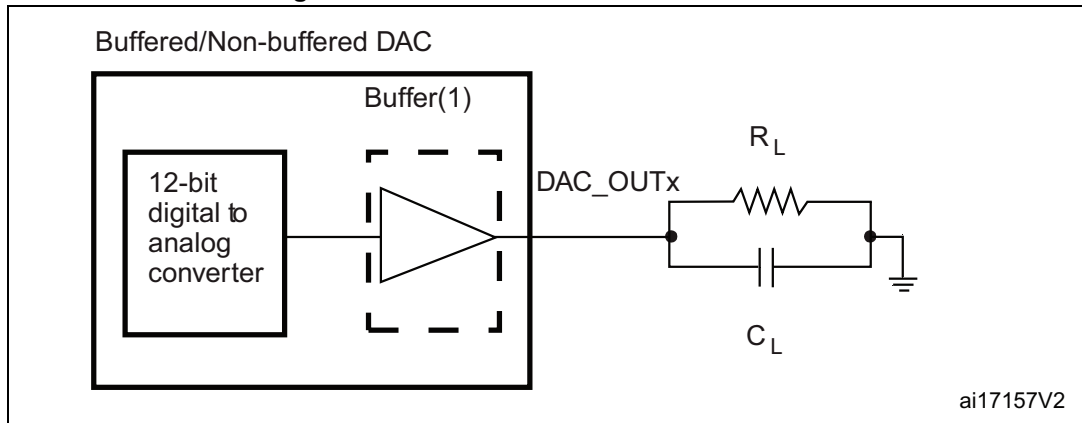 Buffered/Non-buffered DAC
Buffer(1)
12-bit
digital to
analog
converter
DAC_OUTx
R L
C L
ai17157V2